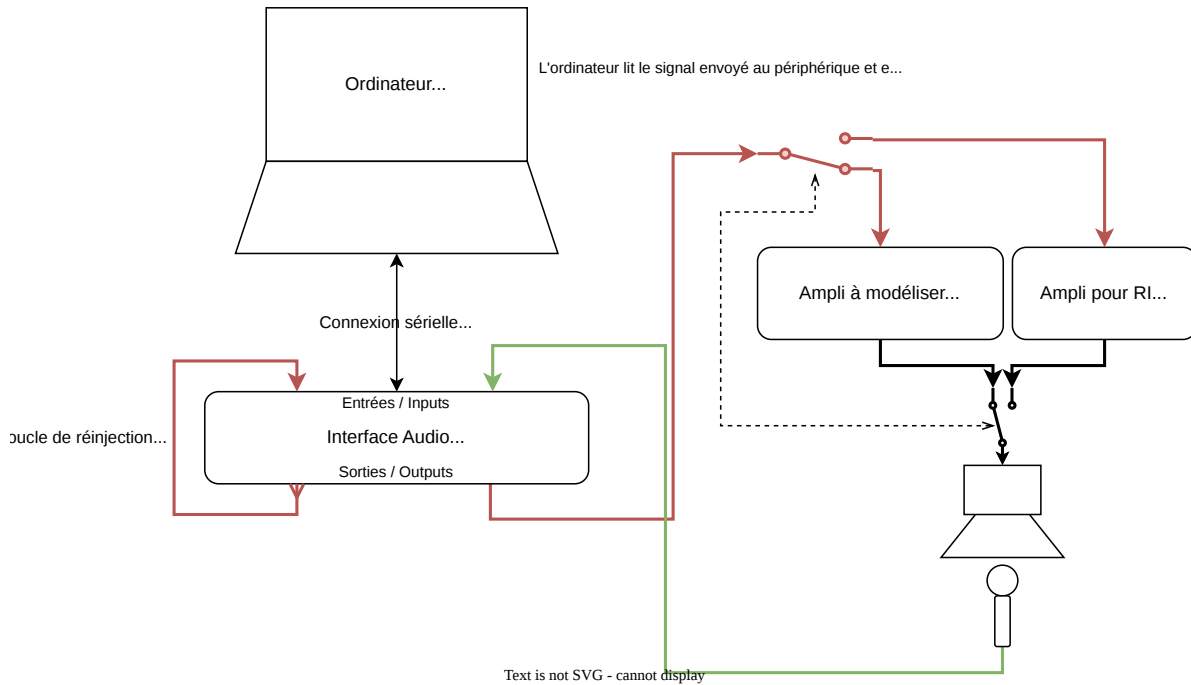 Ordinateur...
L'ordinateur lit le signal envoyé au périphérique et e...
Ampli à modéliser...
Ampli pour RI...
Connexion sérielle...
Entrées / Inputs
Interface Audio...
oucle de réinjection...
Sorties / Outputs
Text is not SVG - cannot display